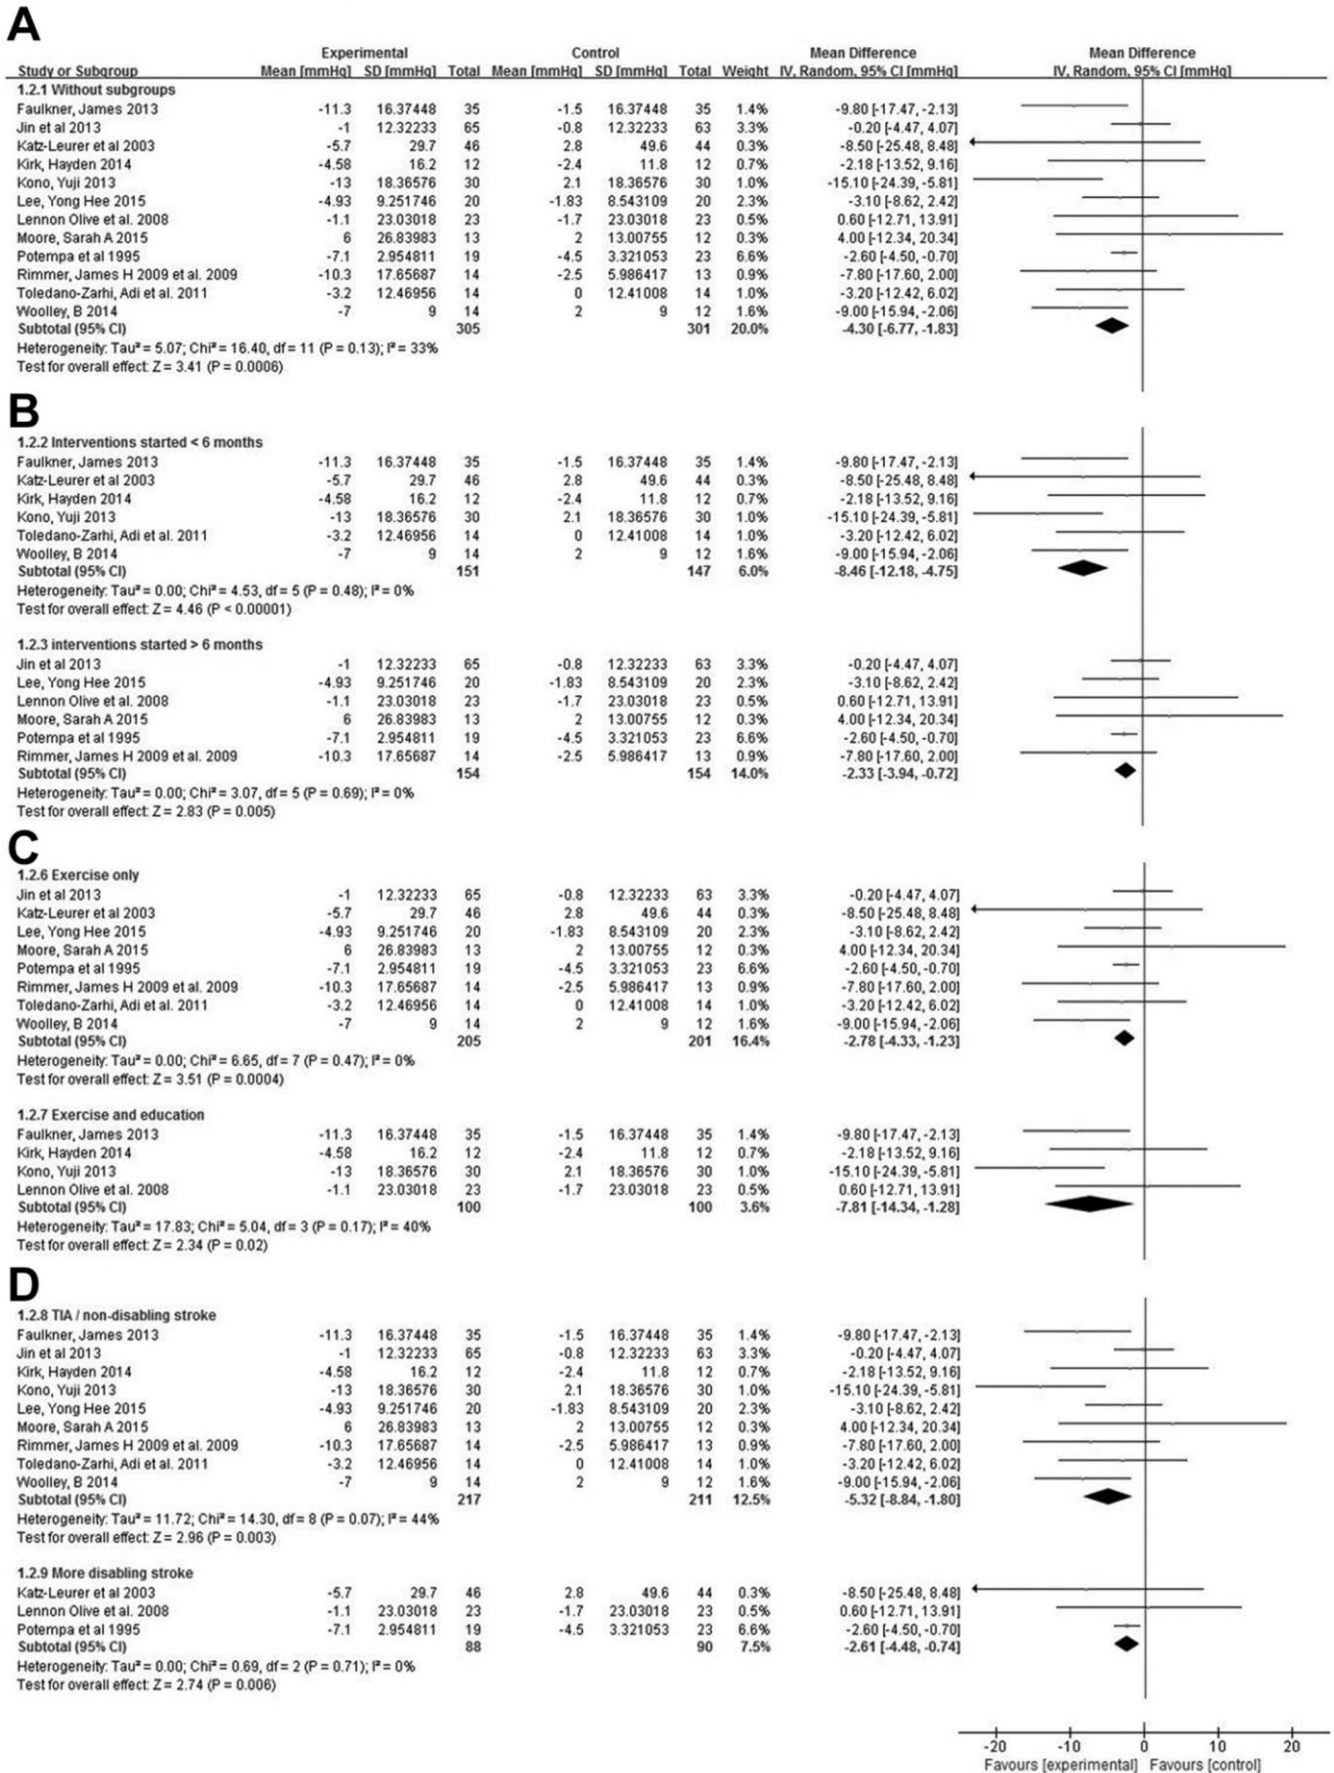 A
Experimental Control Mean Difference Mean Difference
Study or Subgroup Mean [mmHg] SD [mmHg] Total Mean [mmHg] SD [mmHg] Total Weight IV, Random, 95% CI [mmHg] IV, Random, 95% CI [mmHg]
1.2.1 Without subgroups
Faulkner, James 2013 -11.3 16.37448 35 -1.5 16.37448 35 1.4% -9.80 [-17.47, -2.13]
Jin et al 2013 -1 12.32233 65 -0.8 12.32233 63 3.3% -0.20 [-4.47, 4.07]
Katz-Leurer et al 2003 -5.7 29.7 46 2.8 49.6 44 0.3% -8.50 [-25.48, 8.48]
Kirk, Hayden 2014 -4.58 16.2 12 -2.4 11.8 12 0.7% -2.18 [-13.52, 9.16]
Kono, Yuji 2013 -13 18.36576 30 2.1 18.36576 30 1.0% -15.10 [-24.39, -5.81]
Lee, Yong Hee 2015 -4.93 9.251746 20 -1.83 8.543109 20 2.3% -3.10 [-8.62, 2.42]
Lennon Olive et al. 2008 -1.1 23.03018 23 -1.7 23.03018 23 0.5% 0.60 [-12.71, 13.91]
Moore, Sarah A 2015 6 26.83983 13 2 13.00755 12 0.3% 4.00 [-12.34, 20.34]
Potempa et al 1995 -7.1 2.954811 19 -4.5 3.321053 23 6.6% -2.60 [-4.50, -0.70]
Rimmer, James H 2009 et al. 2009 -10.3 17.65687 14 -2.5 5.986417 13 0.9% -7.80 [-17.60, 2.00]
Toledano-Zarhi, Adi et al. 2011 -3.2 12.46956 14 0 12.41008 14 1.0% -3.20 [-12.42, 6.02]
Woolley, B 2014 -7 9 14 2 9 12 1.6% -9.00 [-15.94, -2.06]
Subtotal (95% CI) 305 301 20.0% -4.30 [-6.77, -1.83]
Heterogeneity: Tau² = 5.07; Chi² = 16.40, df = 11 (P = 0.13); I² = 33%
Test for overall effect: Z = 3.41 (P = 0.0006)
B
1.2.2 Interventions started < 6 months
Faulkner, James 2013 -11.3 16.37448 35 -1.5 16.37448 35 1.4% -9.80 [-17.47, -2.13]
Katz-Leurer et al 2003 -5.7 29.7 46 2.8 49.6 44 0.3% -8.50 [-25.48, 8.48]
Kirk, Hayden 2014 -4.58 16.2 12 -2.4 11.8 12 0.7% -2.18 [-13.52, 9.16]
Kono, Yuji 2013 -13 18.36576 30 2.1 18.36576 30 1.0% -15.10 [-24.39, -5.81]
Toledano-Zarhi, Adi et al. 2011 -3.2 12.46956 14 0 12.41008 14 1.0% -3.20 [-12.42, 6.02]
Woolley, B 2014 -7 9 14 2 9 12 1.6% -9.00 [-15.94, -2.06]
Subtotal (95% CI) 151 147 6.0% -8.46 [-12.18, -4.75]
Heterogeneity: Tau² = 0.00; Chi² = 4.53, df = 5 (P = 0.48); I² = 0%
Test for overall effect: Z = 4.46 (P < 0.00001)
1.2.3 interventions started > 6 months
Jin et al 2013 -1 12.32233 65 -0.8 12.32233 63 3.3% -0.20 [-4.47, 4.07]
Lee, Yong Hee 2015 -4.93 9.251746 20 -1.83 8.543109 20 2.3% -3.10 [-8.62, 2.42]
Lennon Olive et al. 2008 -1.1 23.03018 23 -1.7 23.03018 23 0.5% 0.60 [-12.71, 13.91]
Moore, Sarah A 2015 6 26.83983 13 2 13.00755 12 0.3% 4.00 [-12.34, 20.34]
Potempa et al 1995 -7.1 2.954811 19 -4.5 3.321053 23 6.6% -2.60 [-4.50, -0.70]
Rimmer, James H 2009 et al. 2009 -10.3 17.65687 14 -2.5 5.986417 13 0.9% -7.80 [-17.60, 2.00]
Subtotal (95% CI) 154 154 14.0% -2.33 [-3.94, -0.72]
Heterogeneity: Tau² = 0.00; Chi² = 3.07, df = 5 (P = 0.69); I² = 0%
Test for overall effect: Z = 2.83 (P = 0.005)
C
1.2.6 Exercise only
Jin et al 2013 -1 12.32233 65 -0.8 12.32233 63 3.3% -0.20 [-4.47, 4.07]
Katz-Leurer et al 2003 -5.7 29.7 46 2.8 49.6 44 0.3% -8.50 [-25.48, 8.48]
Lee, Yong Hee 2015 -4.93 9.251746 20 -1.83 8.543109 20 2.3% -3.10 [-8.62, 2.42]
Moore, Sarah A 2015 6 26.83983 13 2 13.00755 12 0.3% 4.00 [-12.34, 20.34]
Potempa et al 1995 -7.1 2.954811 19 -4.5 3.321053 23 6.6% -2.60 [-4.50, -0.70]
Rimmer, James H 2009 et al. 2009 -10.3 17.65687 14 -2.5 5.986417 13 0.9% -7.80 [-17.60, 2.00]
Toledano-Zarhi, Adi et al. 2011 -3.2 12.46956 14 0 12.41008 14 1.0% -3.20 [-12.42, 6.02]
Woolley, B 2014 -7 9 14 2 9 12 1.6% -9.00 [-15.94, -2.06]
Subtotal (95% CI) 205 201 16.4% -2.78 [-4.33, -1.23]
Heterogeneity: Tau² = 0.00; Chi² = 6.65, df = 7 (P = 0.47); I² = 0%
Test for overall effect: Z = 3.51 (P = 0.0004)
1.2.7 Exercise and education
Faulkner, James 2013 -11.3 16.37448 35 -1.5 16.37448 35 1.4% -9.80 [-17.47, -2.13]
Kirk, Hayden 2014 -4.58 16.2 12 -2.4 11.8 12 0.7% -2.18 [-13.52, 9.16]
Kono, Yuji 2013 -13 18.36576 30 2.1 18.36576 30 1.0% -15.10 [-24.39, -5.81]
Lennon Olive et al. 2008 -1.1 23.03018 23 -1.7 23.03018 23 0.5% 0.60 [-12.71, 13.91]
Subtotal (95% CI) 100 100 3.6% -7.81 [-14.34, -1.28]
Heterogeneity: Tau² = 17.83; Chi² = 5.04, df = 3 (P = 0.17); I² = 40%
Test for overall effect: Z = 2.34 (P = 0.02)
D
1.2.8 TIA / non-disabling stroke
Faulkner, James 2013 -11.3 16.37448 35 -1.5 16.37448 35 1.4% -9.80 [-17.47, -2.13]
Jin et al 2013 -1 12.32233 65 -0.8 12.32233 63 3.3% -0.20 [-4.47, 4.07]
Kirk, Hayden 2014 -4.58 16.2 12 -2.4 11.8 12 0.7% -2.18 [-13.52, 9.16]
Kono, Yuji 2013 -13 18.36576 30 2.1 18.36576 30 1.0% -15.10 [-24.39, -5.81]
Lee, Yong Hee 2015 -4.93 9.251746 20 -1.83 8.543109 20 2.3% -3.10 [-8.62, 2.42]
Moore, Sarah A 2015 6 26.83983 13 2 13.00755 12 0.3% 4.00 [-12.34, 20.34]
Rimmer, James H 2009 et al. 2009 -10.3 17.65687 14 -2.5 5.986417 13 0.9% -7.80 [-17.60, 2.00]
Toledano-Zarhi, Adi et al. 2011 -3.2 12.46956 14 0 12.41008 14 1.0% -3.20 [-12.42, 6.02]
Woolley, B 2014 -7 9 14 2 9 12 1.6% -9.00 [-15.94, -2.06]
Subtotal (95% CI) 217 211 12.5% -5.32 [-8.84, -1.80]
Heterogeneity: Tau² = 11.72; Chi² = 14.30, df = 8 (P = 0.07); I² = 44%
Test for overall effect: Z = 2.96 (P = 0.003)
1.2.9 More disabling stroke
Katz-Leurer et al 2003 -5.7 29.7 46 2.8 49.6 44 0.3% -8.50 [-25.48, 8.48]
Lennon Olive et al. 2008 -1.1 23.03018 23 -1.7 23.03018 23 0.5% 0.60 [-12.71, 13.91]
Potempa et al 1995 -7.1 2.954811 19 -4.5 3.321053 23 6.6% -2.60 [-4.50, -0.70]
Subtotal (95% CI) 88 90 7.5% -2.61 [-4.48, -0.74]
Heterogeneity: Tau² = 0.00; Chi² = 0.69, df = 2 (P = 0.71); I² = 0%
Test for overall effect: Z = 2.74 (P = 0.006)
-20 -10 0 10 20
Favours [experimental] Favours [control]